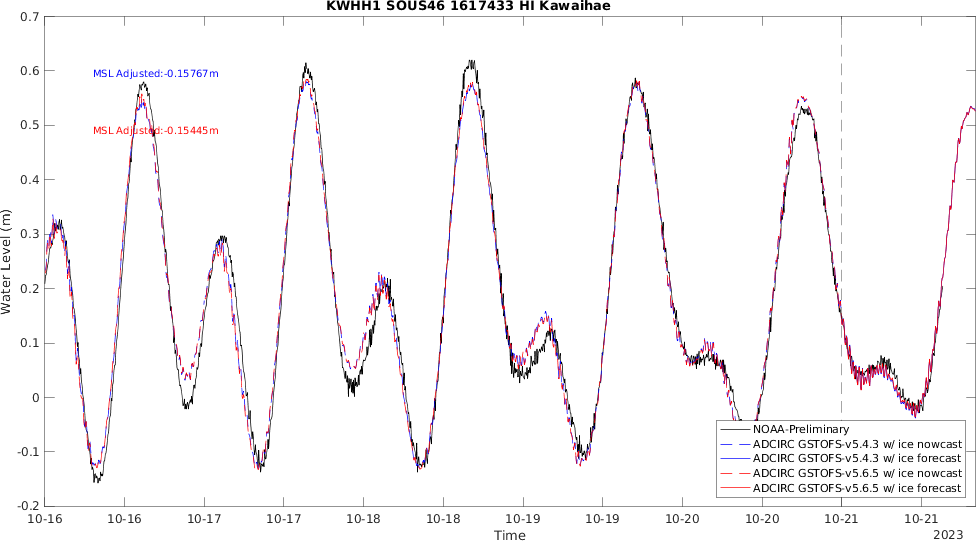 KWHH1 SOUS46 1617433 HI Kawaihae
0.7
0.6
0.5
0.4
0.3
0.2
0.1
0
-0.1
-0.2
Water Level (m)
MSL Adjusted:-0.15767m
MSL Adjusted:-0.15445m
NOAA-Preliminary
ADCIRC GSTOFS-v5.4.3 w/ ice nowcast
ADCIRC GSTOFS-v5.4.3 w/ ice forecast
ADCIRC GSTOFS-v5.6.5 w/ ice nowcast
ADCIRC GSTOFS-v5.6.5 w/ ice forecast
10-16 10-16 10-17 10-17 10-18 10-18 10-19 10-19 10-20 10-20 10-21 10-21
2023
Time